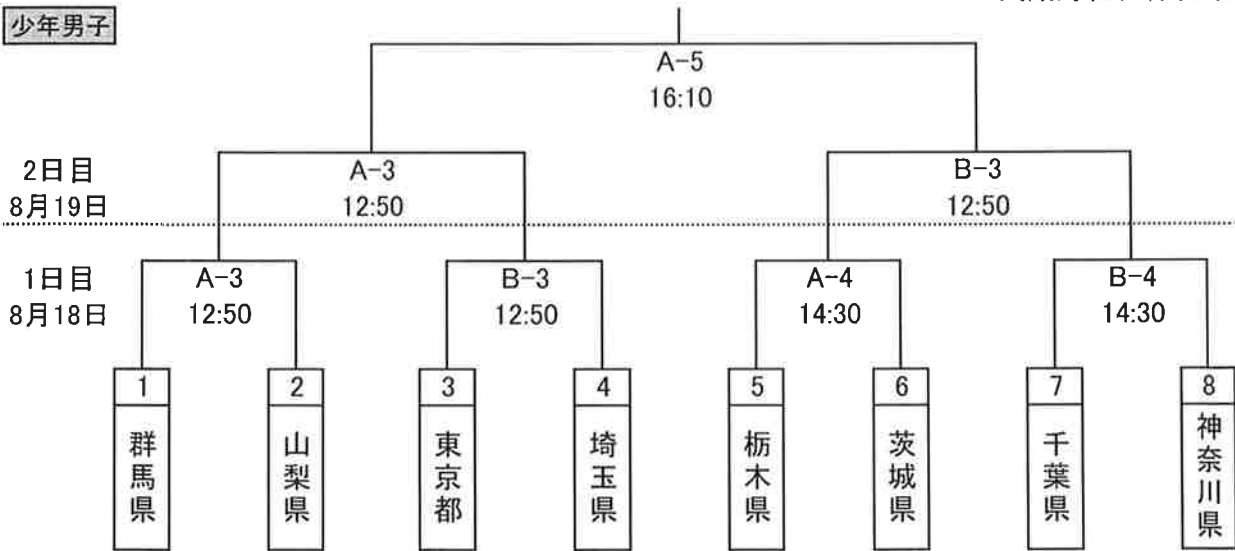 少年男子
A-5
16:10
2日目
8月19日
A-3
12:50
B-3
12:50
1日目
8月18日
A-3
12:50
B-3
12:50
A-4
14:30
B-4
14:30
1
2
3
4
5
6
7
8
群馬県
山梨県
東京都
埼玉県
栃木県
茨城県
千葉県
神奈川県